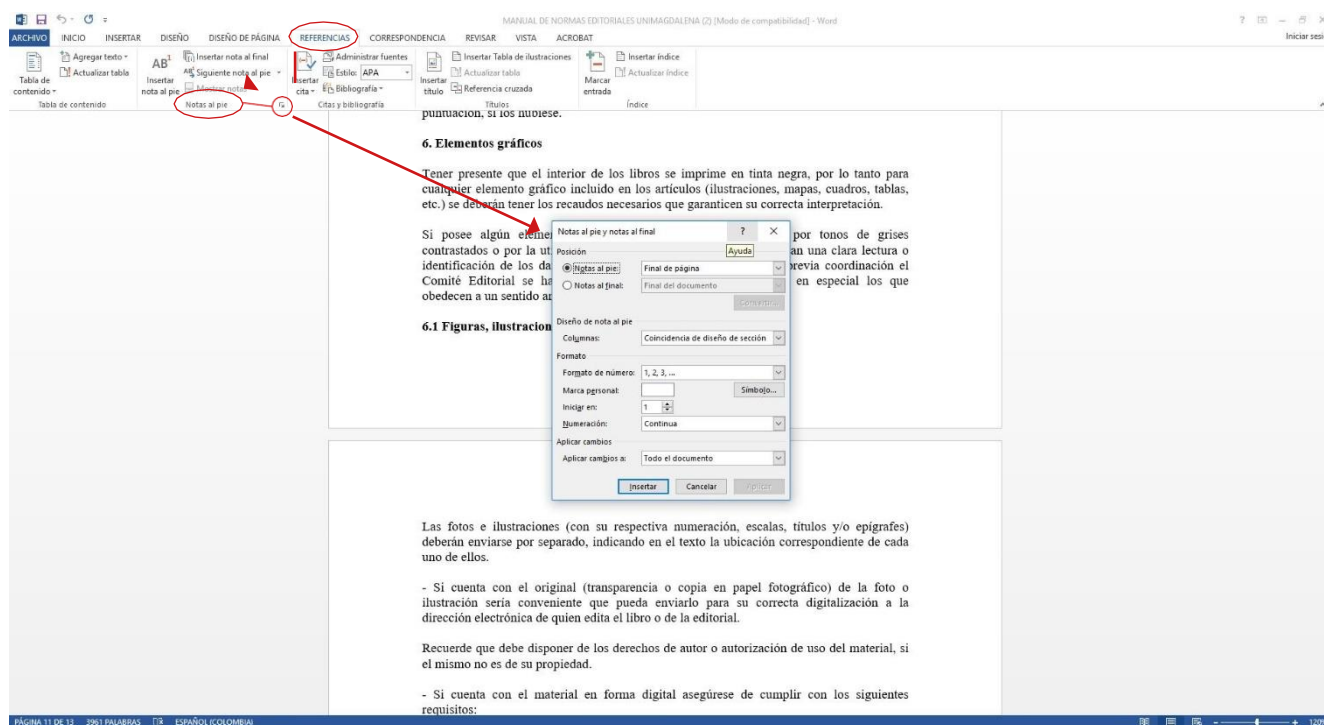 MANUAL DE NORMAS EDITORIALES UNIMAGDALENA (2) [Modo de compatibilidad] - Word
ARCHIVO INICIO INSERTAR DISEÑO DISEÑO DE PÁGINA REFERENCIAS CORRESPONDENCIA REVISAR VISTA ACROBAT Iniciar sesi
Tabla de contenido
Agregar texto
Actualizar tabla
Tabla de contenido
AB1
Insertar nota al pie
Insertar nota al final
Siguiente nota al pie
Mostrar notas
Notas al pie
Insertar cita
Administrar fuentes
Estilo: APA
Bibliografía
Citas y bibliografía
Insertar título
Insertar Tabla de ilustraciones
Actualizar tabla
Referencia cruzada
Títulos
Marcar entrada
Insertar índice
Actualizar índice
Índice
puntuación, si los hubiese.
6. Elementos gráficos
Tener presente que el interior de los libros se imprime en tinta negra, por lo tanto para
cualquier elemento gráfico incluido en los artículos (ilustraciones, mapas, cuadros, tablas,
etc.) se deberán tener los recaudos necesarios que garanticen su correcta interpretación.
Si posee algún eleme por tonos de grises
contrastados o por la ut an una clara lectura o
identificación de los da previa coordinación el
Comité Editorial se ha en especial los que
obedecen a un sentido a
6.1 Figuras, ilustracion
Notas al pie y notas al final ? ×
Ayuda
Posición
Notas al pie: Final de página
Notas al final: Final del documento
Convertir...
Diseño de nota al pie
Columnas: Coincidencia de diseño de sección
Formato
Formato de número: 1, 2, 3, ...
Marca personal: Símbolo...
Iniciar en: 1
Numeración: Continua
Aplicar cambios
Aplicar cambios a: Todo el documento
Insertar Cancelar Aplicar
Las fotos e ilustraciones (con su respectiva numeración, escalas, títulos y/o epígrafes)
deberán enviarse por separado, indicando en el texto la ubicación correspondiente de cada
uno de ellos.
- Si cuenta con el original (transparencia o copia en papel fotográfico) de la foto o
ilustración sería conveniente que pueda enviarlo para su correcta digitalización a la
dirección electrónica de quien edita el libro o de la editorial.
Recuerde que debe disponer de los derechos de autor o autorización de uso del material, si
el mismo no es de su propiedad.
- Si cuenta con el material en forma digital asegúrese de cumplir con los siguientes
requisitos:
PÁGINA 11 DE 13 3961 PALABRAS ESPAÑOL (COLOMBIA) 120%